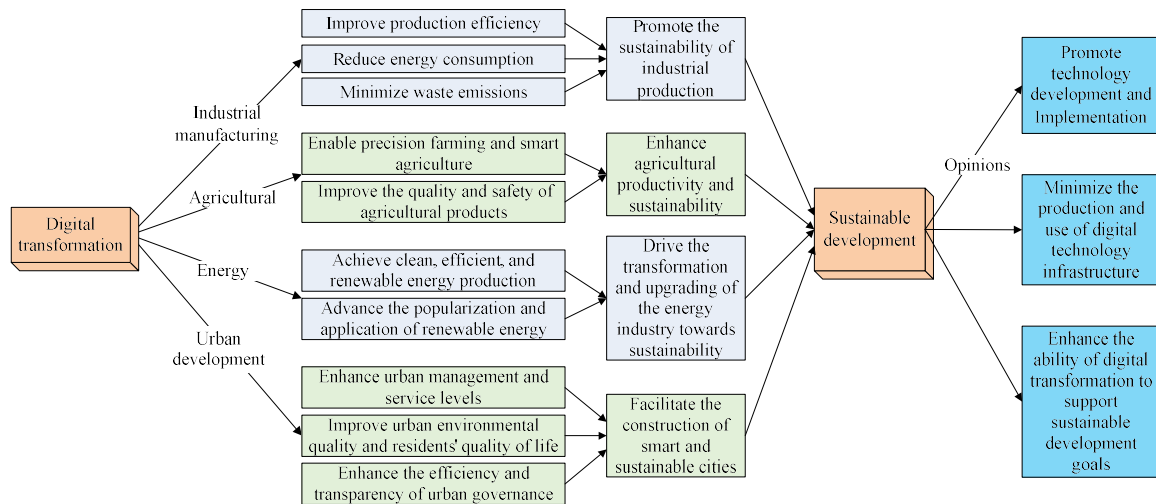 Digital
transformation
Industrial
manufacturing
Agricultural
Energy
Urban
development
Improve production efficiency
Reduce energy consumption
Minimize waste emissions
Promote the
sustainability of
industrial
production
Enable precision farming and smart
agriculture
Improve the quality and safety of
agricultural products
Enhance
agricultural
productivity and
sustainability
Achieve clean, efficient, and
renewable energy production
Advance the popularization and
application of renewable energy
Drive the
transformation
and upgrading of
the energy
industry towards
sustainability
Enhance urban management and
service levels
Improve urban environmental
quality and residents' quality of life
Enhance the efficiency and
transparency of urban governance
Facilitate the
construction of
smart and
sustainable cities
Sustainable
development
Opinions
Promote
technology
development and
Implementation
Minimize the
production and
use of digital
technology
infrastructure
Enhance the
ability of digital
transformation to
support
sustainable
development
goals